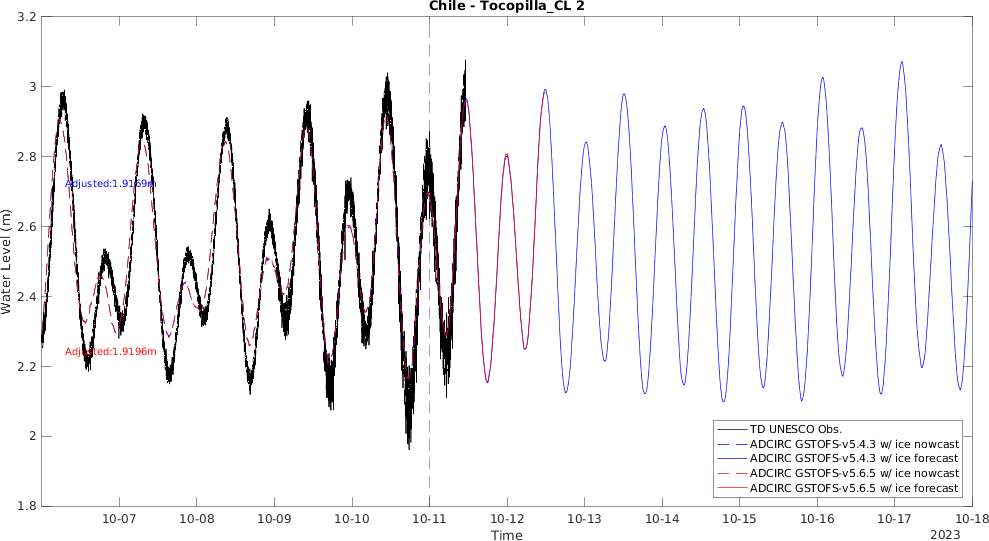 Chile - Tocopilla_CL 2
3.2
3
2.8
2.6
2.4
2.2
2
1.8
Water Level (m)
Adjusted:1.9169m
Adjusted:1.9196m
TD UNESCO Obs.
ADCIRC GSTOFS-v5.4.3 w/ ice nowcast
ADCIRC GSTOFS-v5.4.3 w/ ice forecast
ADCIRC GSTOFS-v5.6.5 w/ ice nowcast
ADCIRC GSTOFS-v5.6.5 w/ ice forecast
10-07 10-08 10-09 10-10 10-11 10-12 10-13 10-14 10-15 10-16 10-17 10-18
Time
2023